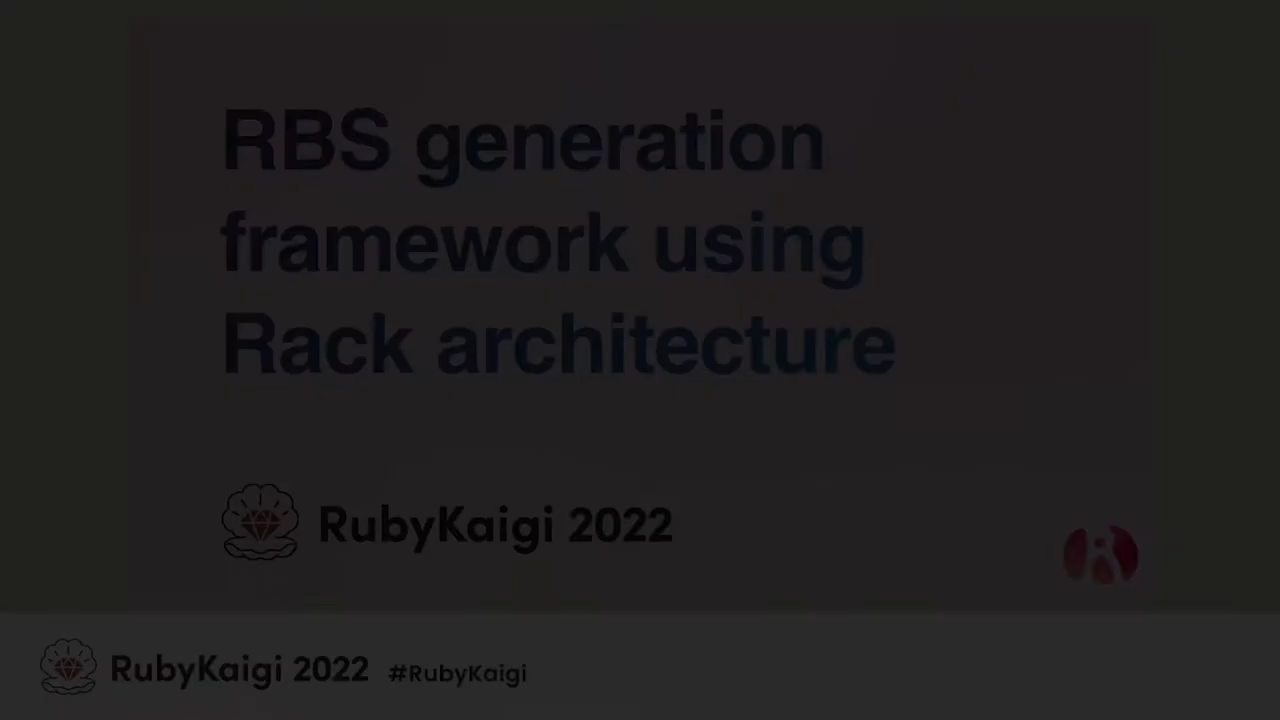 RBS generation
framework using
Rack architecture
RubyKaigi 2022
RubyKaigi 2022 #RubyKaigi